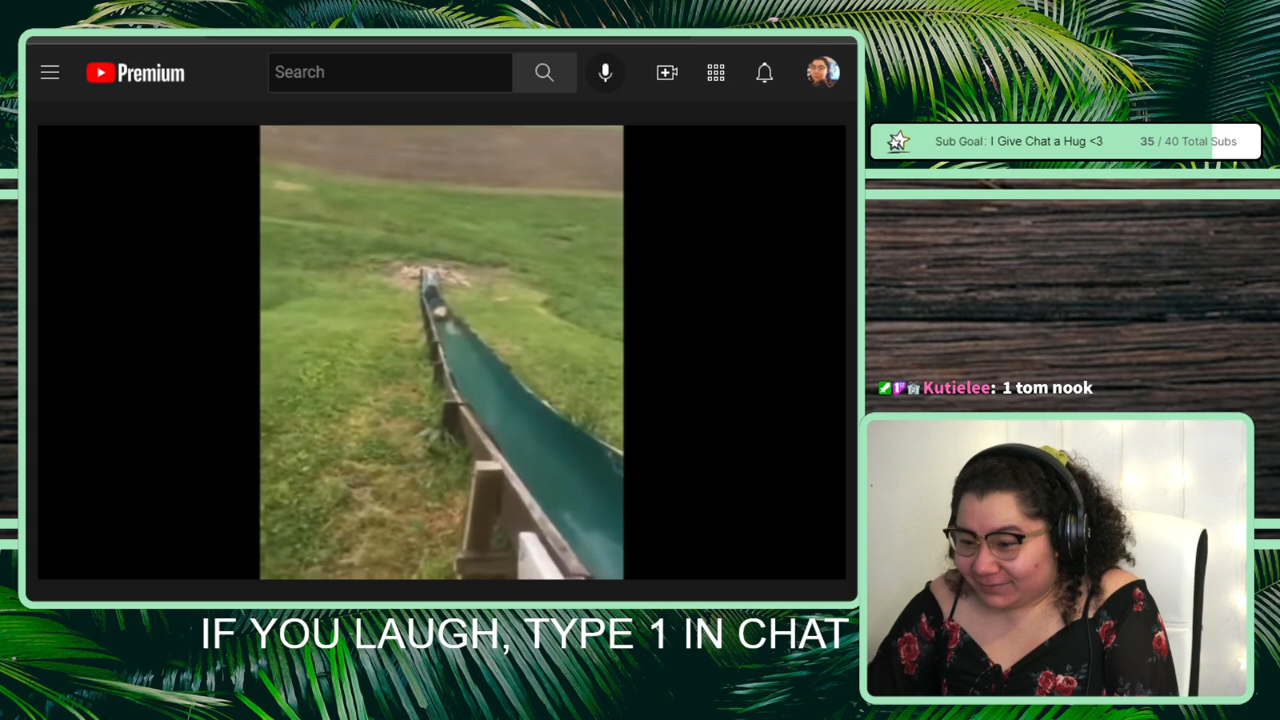 Premium
Search
Sub Goal: I Give Chat a Hug <3 35 / 40 Total Subs
Kutielee: 1 tom nook
IF YOU LAUGH, TYPE 1 IN CHAT